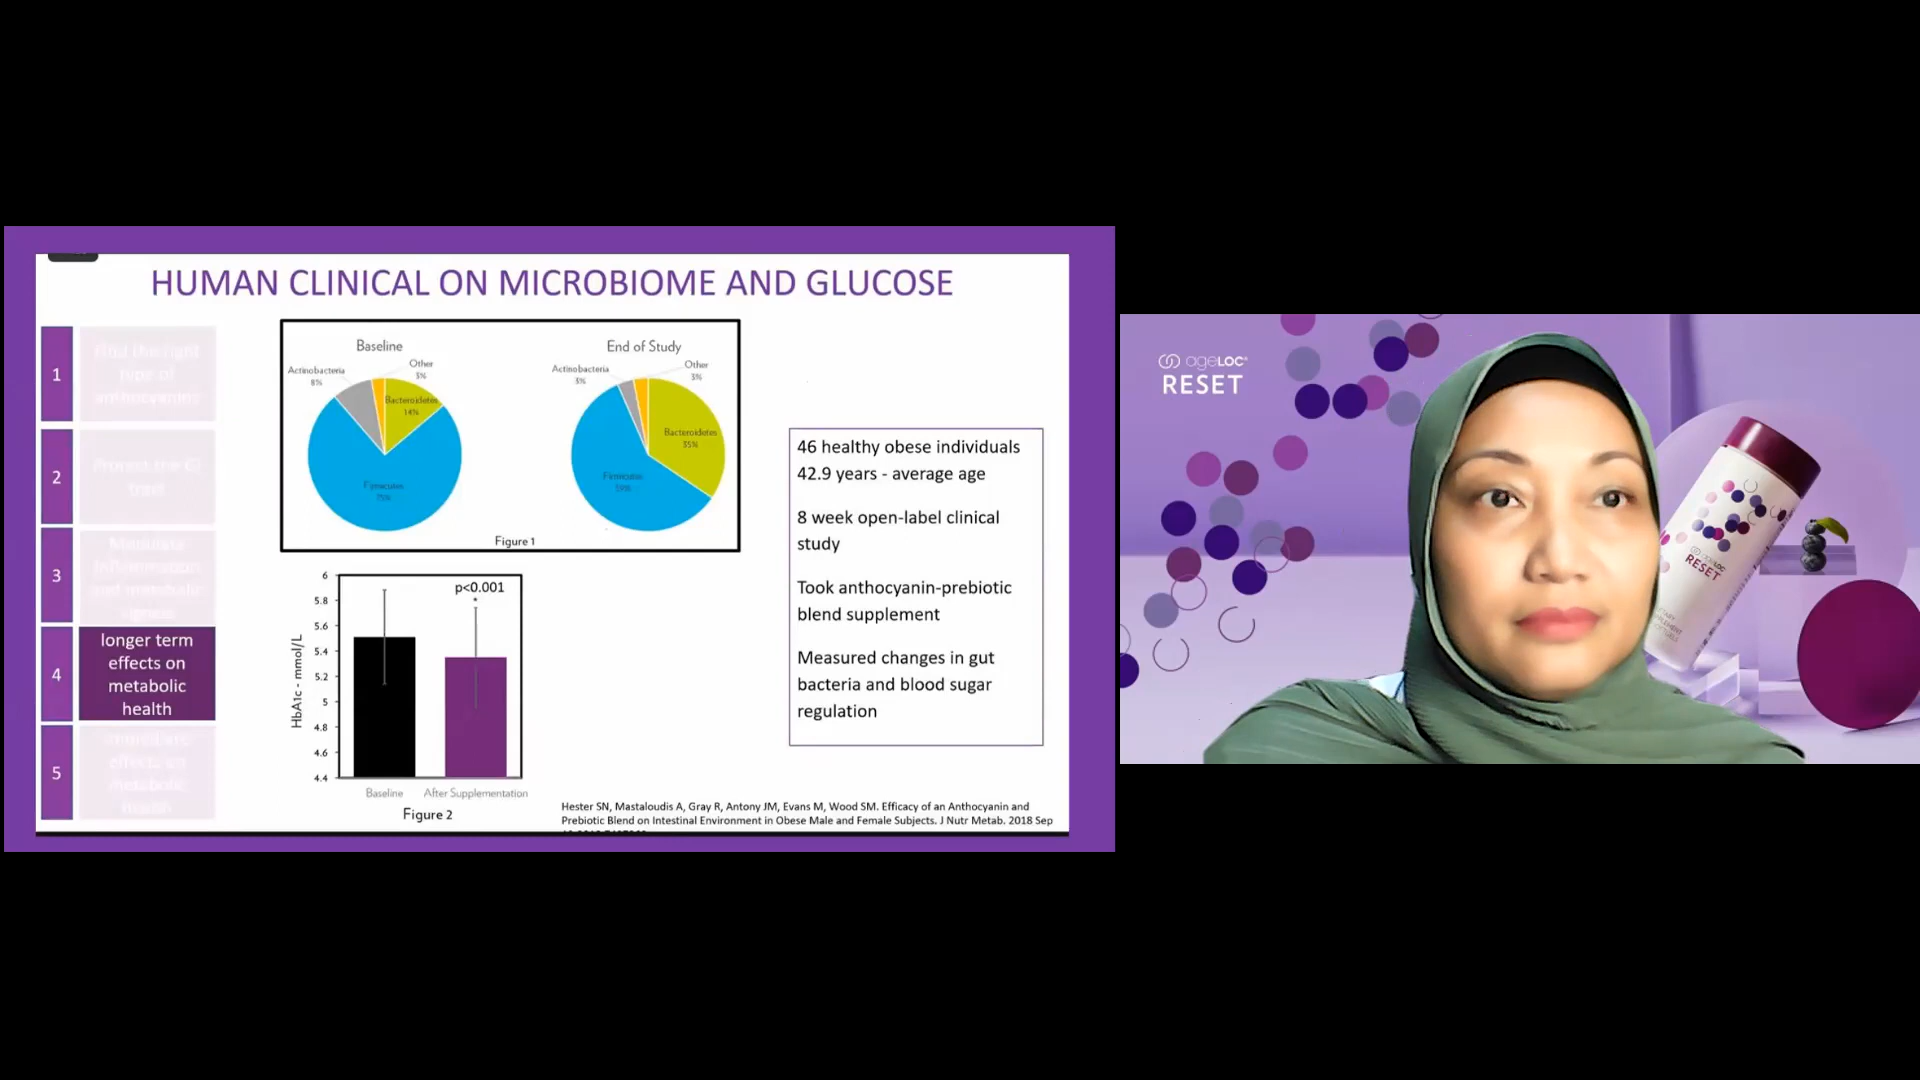 HUMAN CLINICAL ON MICROBIOME AND GLUCOSE
1
Find the right
type of
anthocyanins
2
Protect the GI
tract
3
Modulate
inflammation
and metabolic
4
longer term
effects on
metabolic
health
5
effects on
metabolic
health
Baseline
Actinobacteria
8%
Other
3%
Bacteroidetes
14%
Firmicutes
75%
End of Study
Actinobacteria
3%
Other
3%
Bacteroidetes
35%
Firmicutes
59%
Figure 1
HbA1c - mmol/L
6
5.8
5.6
5.4
5.2
5
4.8
4.6
4.4
p<0.001
*
Baseline
After Supplementation
Figure 2
46 healthy obese individuals
42.9 years - average age
8 week open-label clinical
study
Took anthocyanin-prebiotic
blend supplement
Measured changes in gut
bacteria and blood sugar
regulation
Hester SN, Mastaloudis A, Gray R, Antony JM, Evans M, Wood SM. Efficacy of an Anthocyanin and
Prebiotic Blend on Intestinal Environment in Obese Male and Female Subjects. J Nutr Metab. 2018 Sep
ageLOC®
RESET
ageLOC
RESET